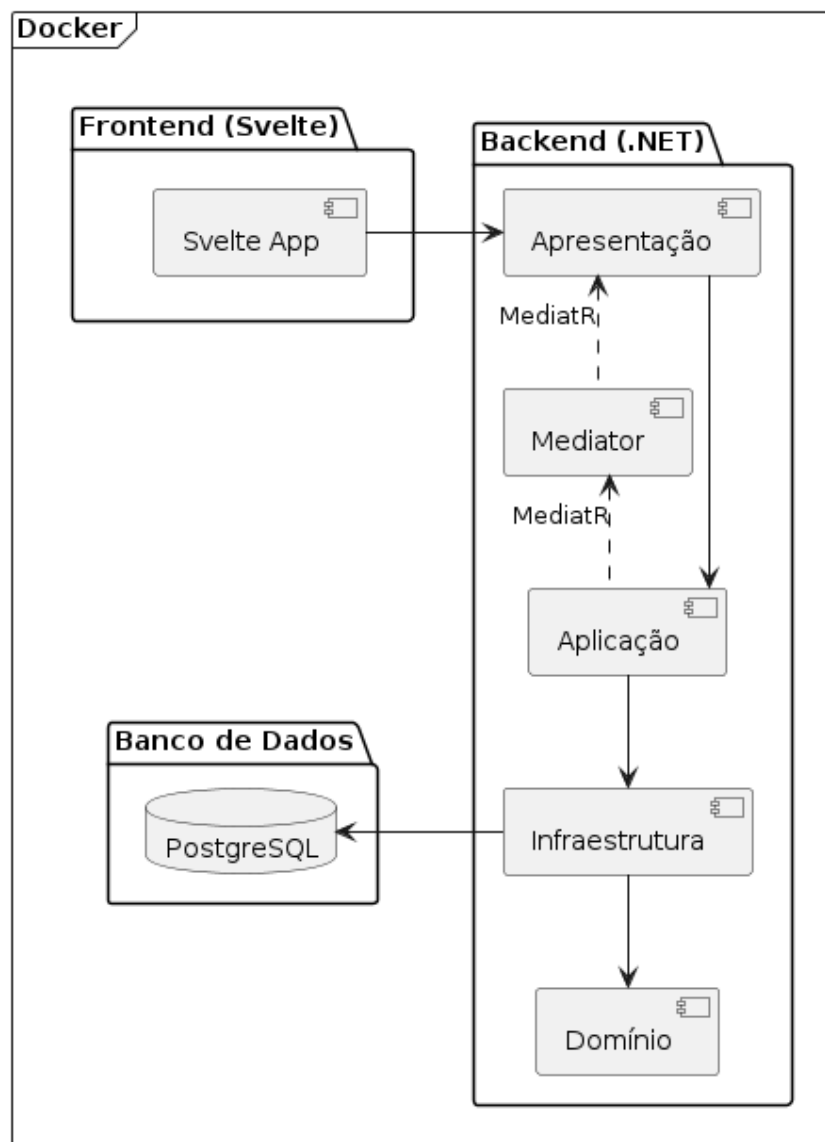 Docker
Frontend (Svelte)
Svelte App
Backend (.NET)
Apresentação
MediatR
Mediator
MediatR
Aplicação
Banco de Dados
PostgreSQL
Infraestrutura
Domínio